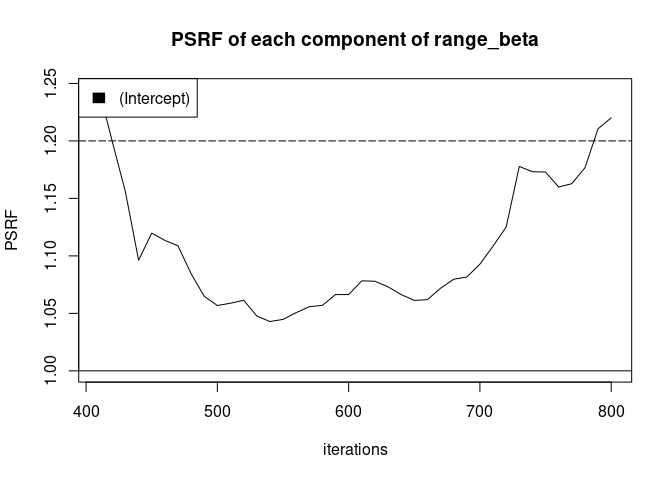 PSRF of each component of range_beta
(Intercept)
1.25
1.20
1.15
1.10
1.05
1.00
PSRF
400 500 600 700 800
iterations